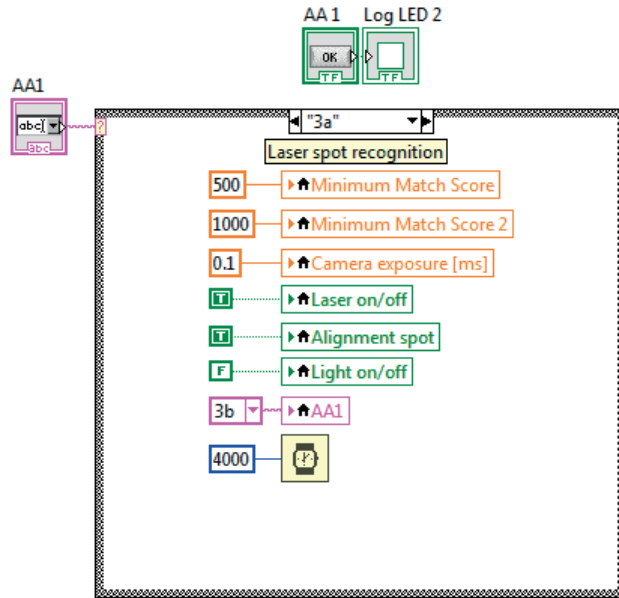 AA 1 Log LED 2
OK
TF TF
AA1
abc
abc
?
"3a"
Laser spot recognition
500 Minimum Match Score
1000 Minimum Match Score 2
0.1 Camera exposure [ms]
T Laser on/off
T Alignment spot
F Light on/off
3b AA1
4000